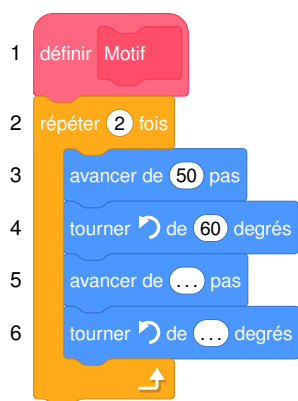 1 définir Motif
2 répéter 2 fois
3 avancer de 50 pas
4 tourner de 60 degrés
5 avancer de ... pas
6 tourner de ... degrés